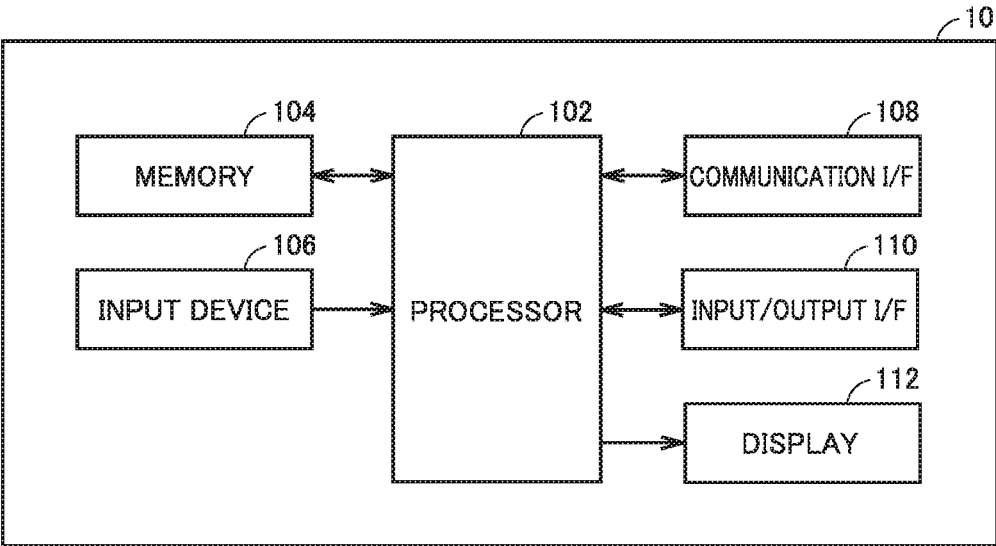 10
104
102
108
MEMORY
COMMUNICATION I/F
106
110
INPUT DEVICE
PROCESSOR
INPUT/OUTPUT I/F
112
DISPLAY